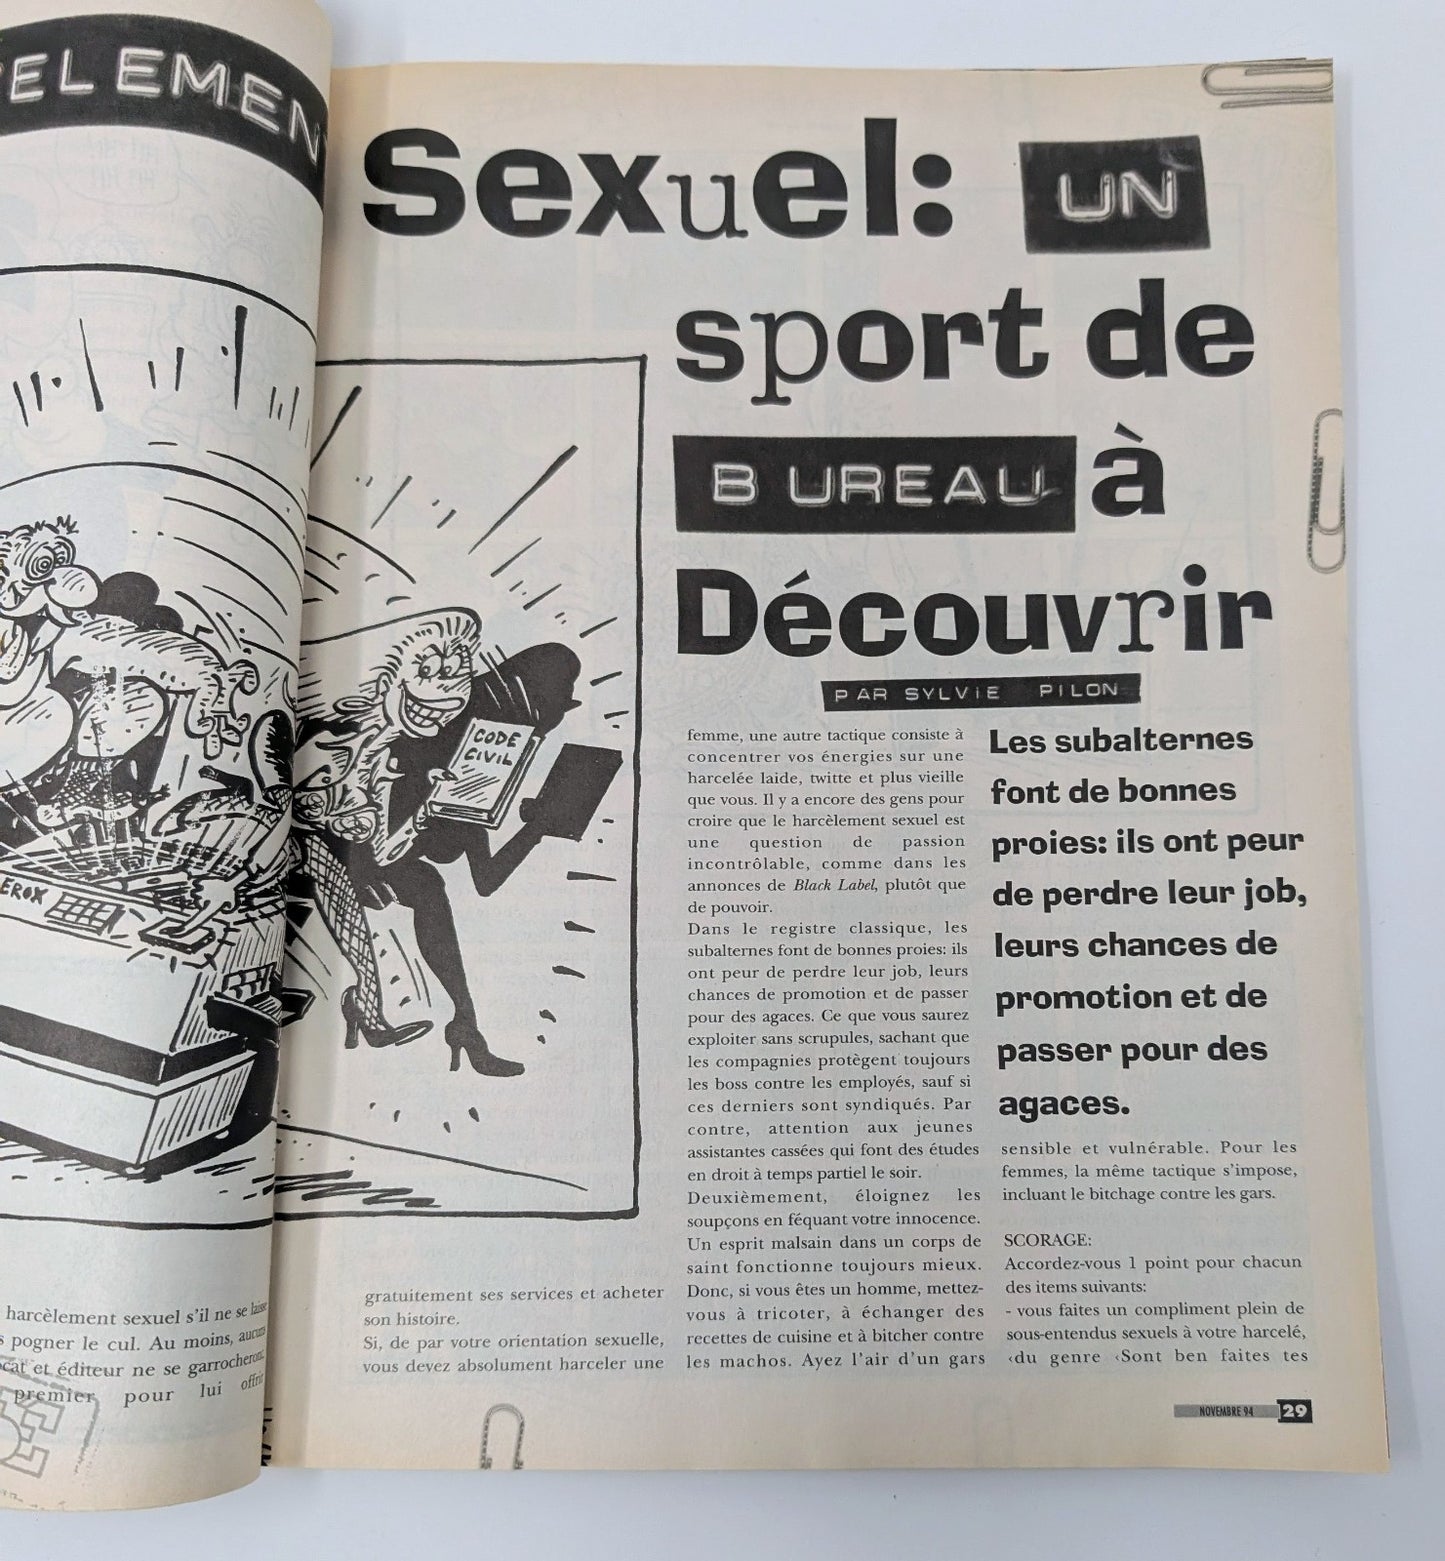 ELEMEN
Sexuel: UN
sport de
BUREAU à
Découvrir
PAR SYLVIE PILON
CODE
CIVIL
EROX
harcèlement sexuel s'il ne se laisse
pogner le cul. Au moins, aucuns
et éditeur ne se garrocheront
premier pour lui offrir
gratuitement ses services et acheter
son histoire.
Si, de par votre orientation sexuelle,
vous devez absolument harceler une
femme, une autre tactique consiste à
concentrer vos énergies sur une
harcelée laide, twitte et plus vieille
que vous. Il y a encore des gens pour
croire que le harcèlement sexuel est
une question de passion
incontrôlable, comme dans les
annonces de Black Label, plutôt que
de pouvoir.
Dans le registre classique, les
subalternes font de bonnes proies: ils
ont peur de perdre leur job, leurs
chances de promotion et de passer
pour des agaces. Ce que vous saurez
exploiter sans scrupules, sachant que
les compagnies protègent toujours
les boss contre les employés, sauf si
ces derniers sont syndiqués. Par
contre, attention aux jeunes
assistantes cassées qui font des études
en droit à temps partiel le soir.
Deuxièmement, éloignez les
soupçons en féquant votre innocence.
Un esprit malsain dans un corps de
saint fonctionne toujours mieux.
Donc, si vous êtes un homme, mettez-
vous à tricoter, à échanger des
recettes de cuisine et à bitcher contre
les machos. Ayez l'air d'un gars
Les subalternes
font de bonnes
proies: ils ont peur
de perdre leur job,
leurs chances de
promotion et de
passer pour des
agaces.
sensible et vulnérable. Pour les
femmes, la même tactique s'impose,
incluant le bitchage contre les gars.
SCORAGE:
Accordez-vous 1 point pour chacun
des items suivants:
- vous faites un compliment plein de
sous-entendus sexuels à votre harcelé,
‹du genre ‹Sont ben faites tes
NOVEMBRE 94 29